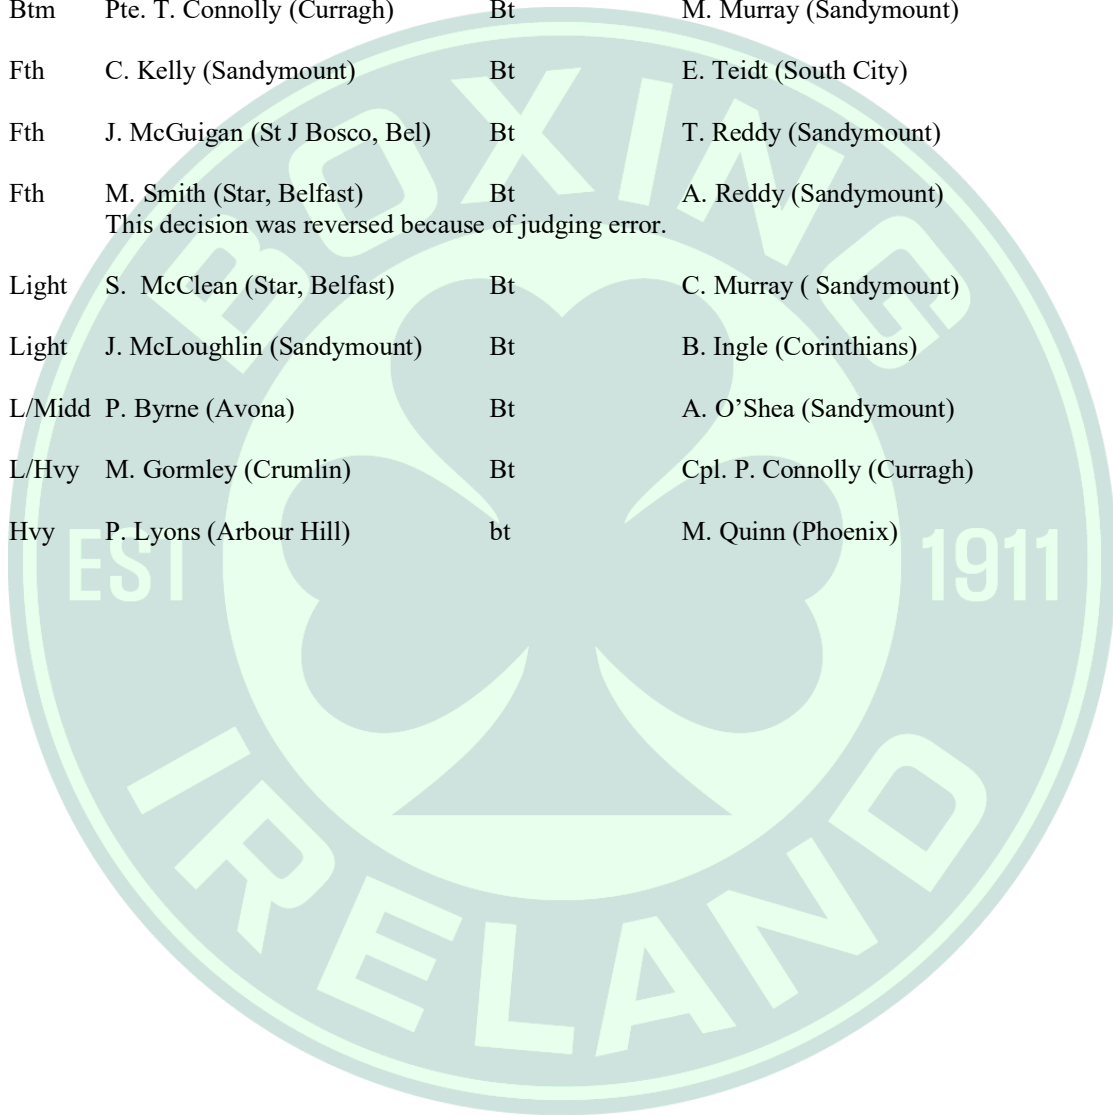 Btm Pte. T. Connolly (Curragh) Bt M. Murray (Sandymount)
Fth C. Kelly (Sandymount) Bt E. Teidt (South City)
Fth J. McGuigan (St J Bosco, Bel) Bt T. Reddy (Sandymount)
Fth M. Smith (Star, Belfast) Bt A. Reddy (Sandymount)
This decision was reversed because of judging error.
Light S.  McClean (Star, Belfast) Bt C. Murray ( Sandymount)
Light J. McLoughlin (Sandymount) Bt B. Ingle (Corinthians)
L/Midd P. Byrne (Avona) Bt A. O’Shea (Sandymount)
L/Hvy M. Gormley (Crumlin) Bt Cpl. P. Connolly (Curragh)
Hvy P. Lyons (Arbour Hill) bt M. Quinn (Phoenix)
BOXING
EST 1911
IRELAND